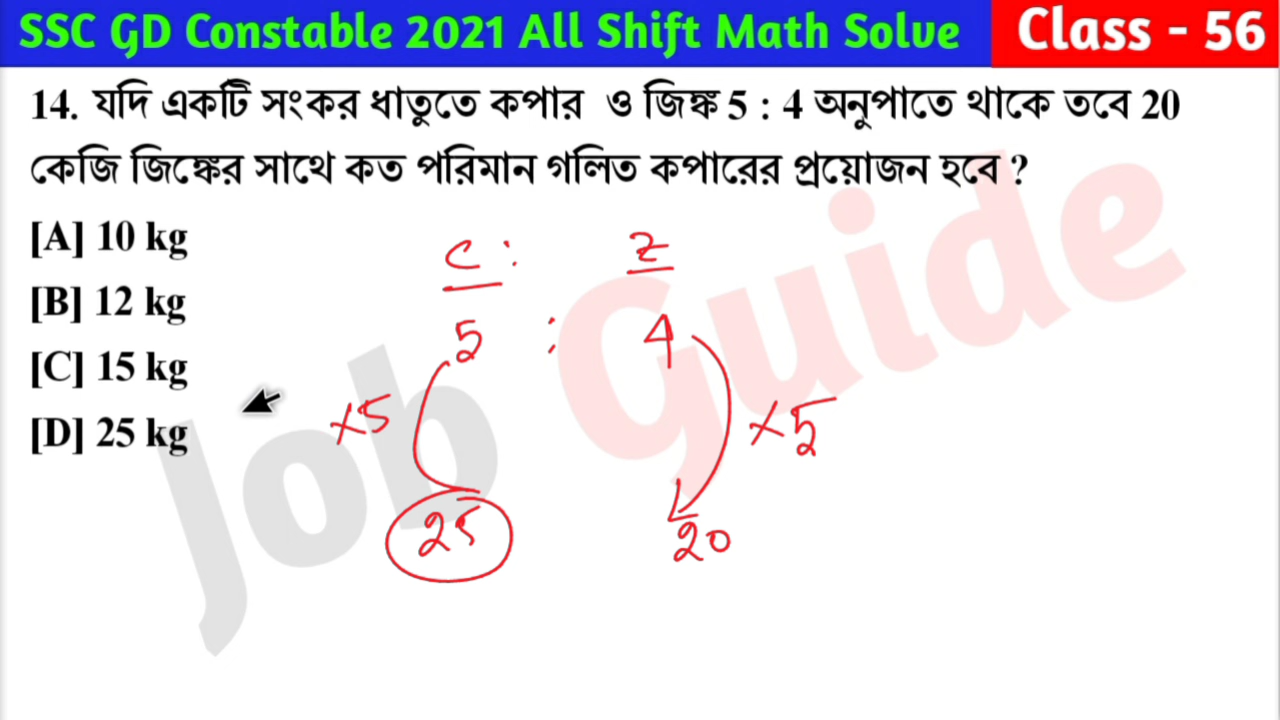 SSC GD Constable 2021 All Shift Math Solve
Class - 56
14. যদি একটি সংকর ধাতুতে কপার ও জিঙ্ক 5 : 4 অনুপাতে থাকে তবে 20
কেজি জিঙ্কের সাথে কত পরিমান গলিত কপারের প্রয়োজন হবে ?
[A] 10 kg
[B] 12 kg
[C] 15 kg
[D] 25 kg
C : Z
5 : 4
×5 ×5
25 20
Job Guide